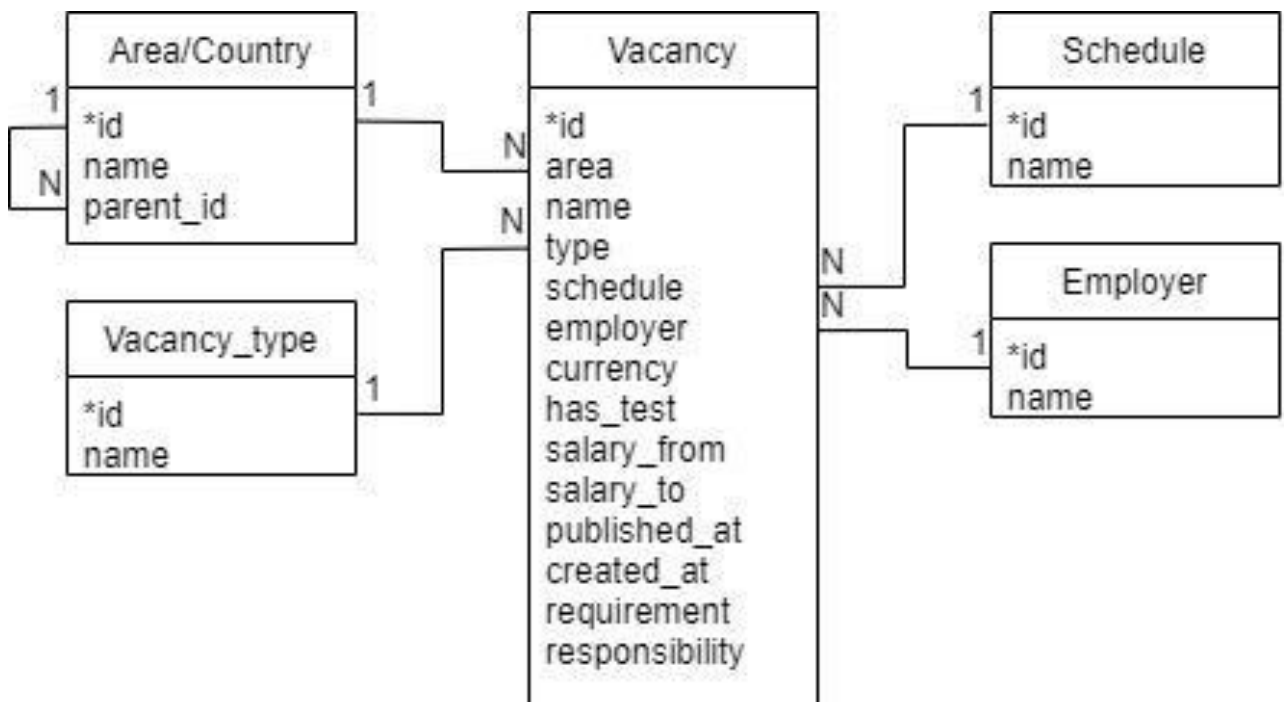 Area/Country
1
1
*id
name
N
parent_id
Vacancy_type
1
*id
name
Vacancy
*id
N
area
name
N
type
schedule
employer
currency
has_test
salary_from
salary_to
published_at
created_at
requirement
responsibility
N
N
Schedule
1
*id
name
Employer
1
*id
name